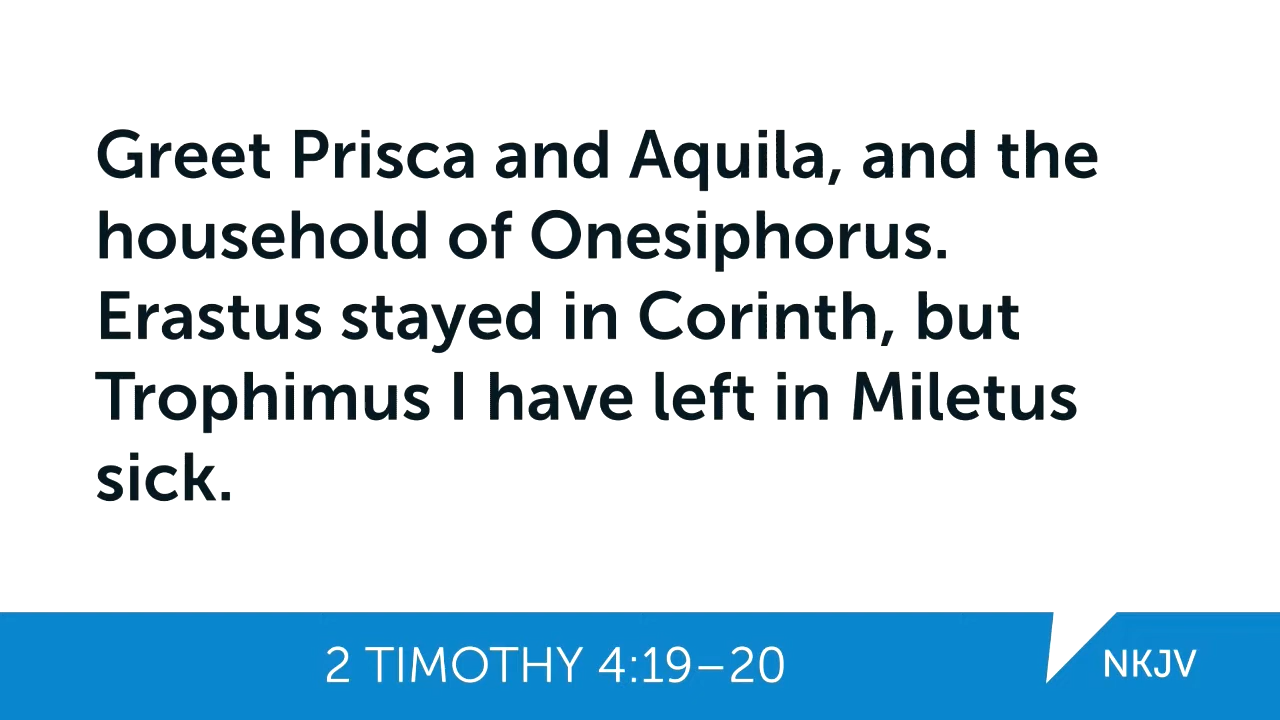 Greet Prisca and Aquila, and the
household of Onesiphorus.
Erastus stayed in Corinth, but
Trophimus I have left in Miletus
sick.
2 TIMOTHY 4:19–20
NKJV